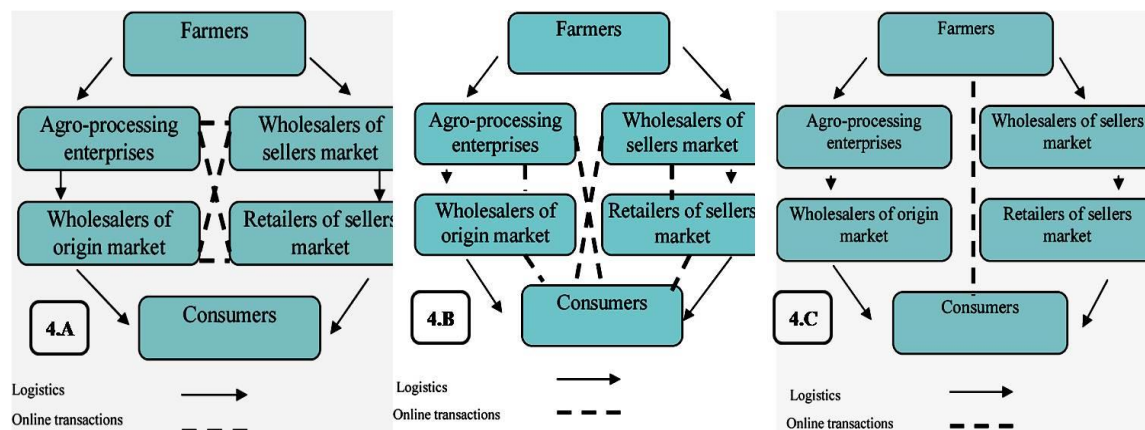 Farmers
Agro-processing
enterprises
Wholesalers of
sellers market
Wholesalers of
origin market
Retailers of sellers
market
Consumers
4.A
Logistics
Online transactions
Farmers
Agro-processing
enterprises
Wholesalers of
sellers market
Wholesalers of
origin market
Retailers of sellers
market
Consumers
4.B
Logistics
Online transactions
Farmers
Agro-processing
enterprises
Wholesalers of sellers
market
Wholesalers of origin
market
Retailers of sellers
market
Consumers
4.C
Logistics
Online transactions